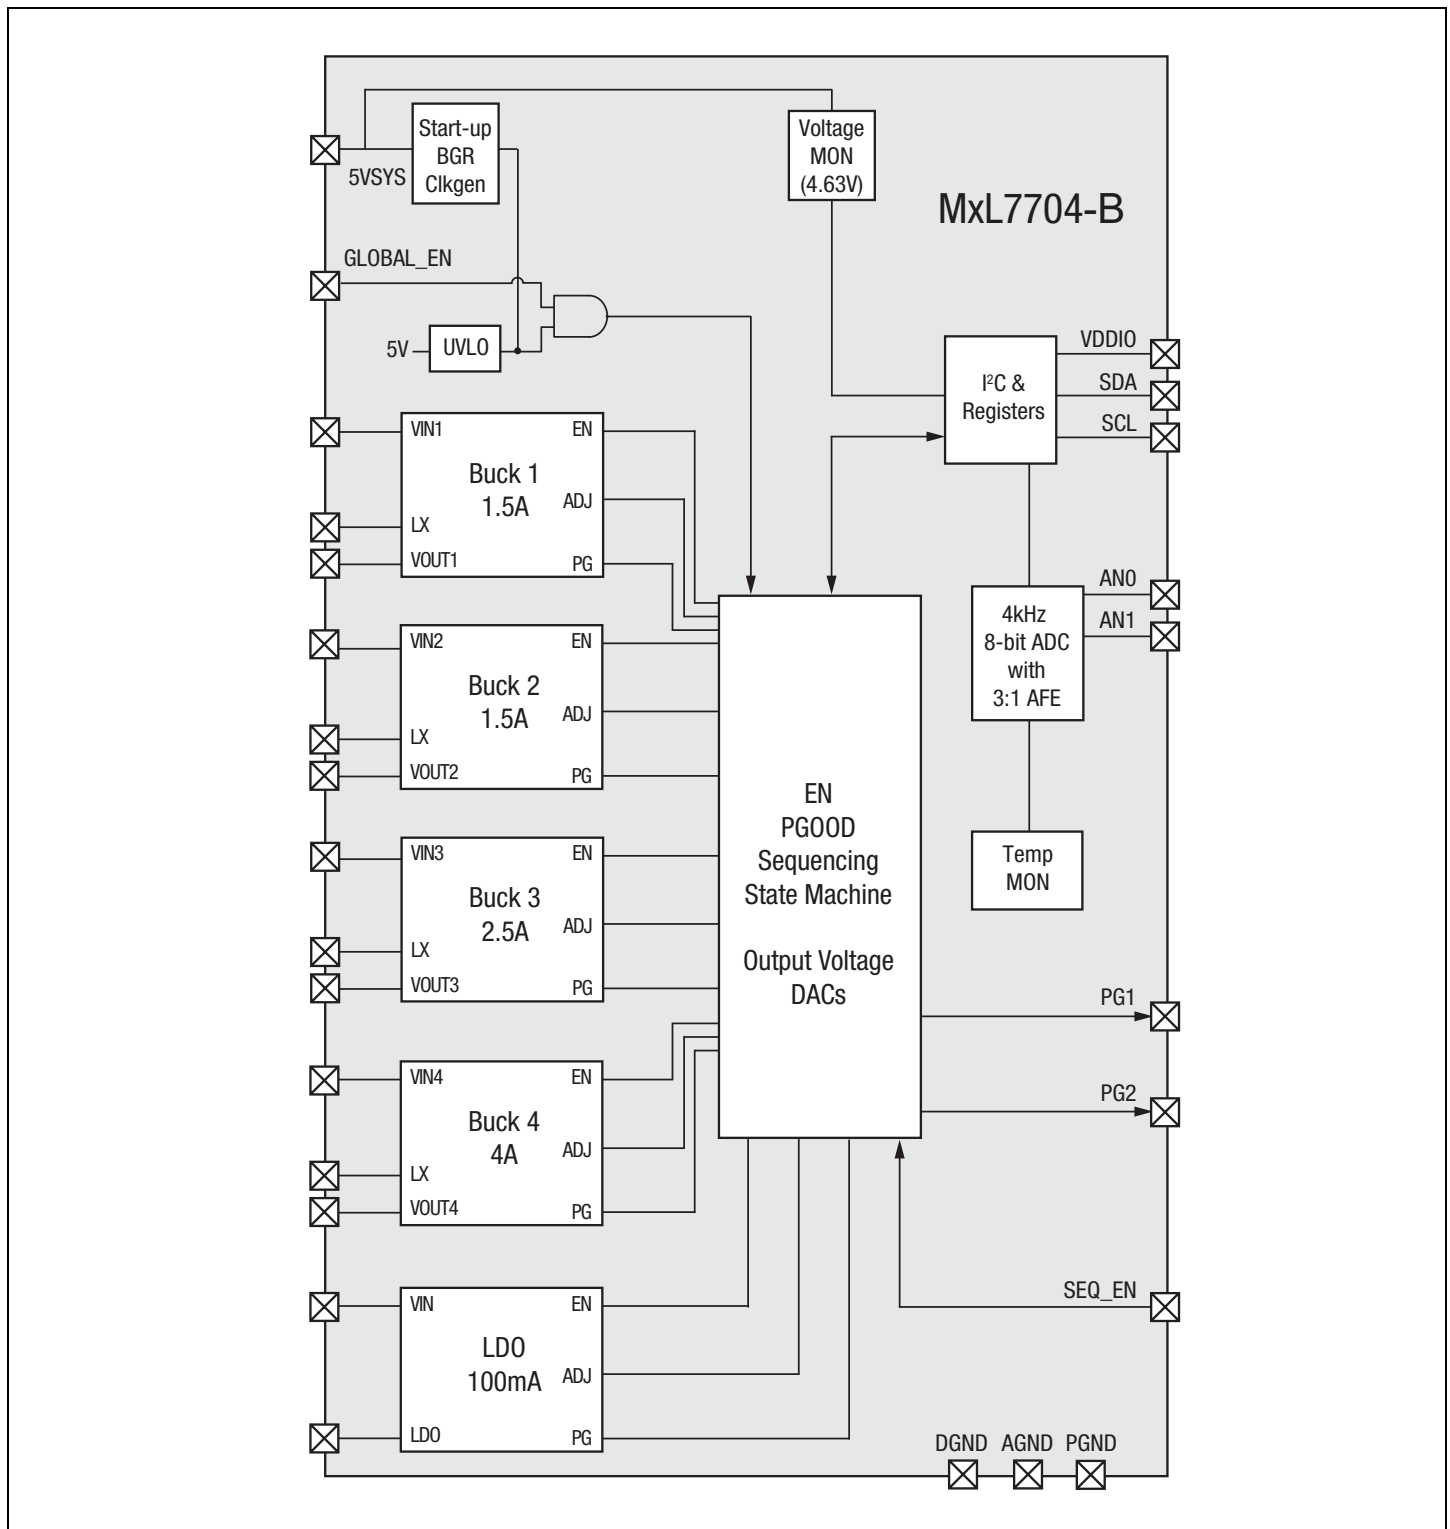 Start-up
BGR
Clkgen
5VSYS
Voltage
MON
(4.63V)
MxL7704-B
GLOBAL_EN
5V
UVLO
I²C &
Registers
VDDIO
SDA
SCL
VIN1
EN
Buck 1
1.5A
ADJ
LX
VOUT1
PG
VIN2
EN
Buck 2
1.5A
ADJ
LX
VOUT2
PG
4kHz
8-bit ADC
with
3:1 AFE
AN0
AN1
Temp
MON
EN
PGOOD
Sequencing
State Machine
Output Voltage
DACs
VIN3
EN
Buck 3
2.5A
ADJ
LX
VOUT3
PG
PG1
PG2
VIN4
EN
Buck 4
4A
ADJ
LX
VOUT4
PG
SEQ_EN
VIN
EN
LDO
100mA
ADJ
LDO
PG
DGND AGND PGND